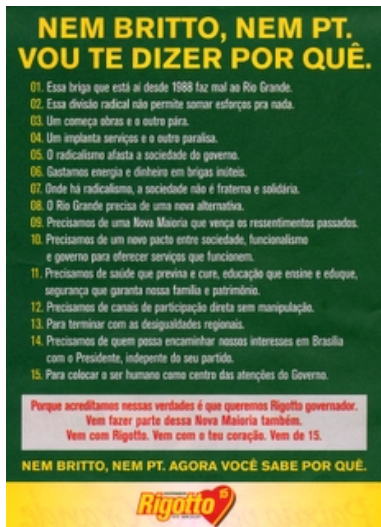 NEM BRITTO, NEM PT.
VOU TE DIZER POR QUÊ.
01. Essa briga que está aí desde 1988 faz mal ao Rio Grande.
02. Essa divisão radical não permite somar esforços pra nada.
03. Um começa obras e o outro pára.
04. Um implanta serviços e o outro paralisa.
05. O radicalismo afasta a sociedade do governo.
06. Gastamos energia e dinheiro em brigas inúteis.
07. Onde há radicalismo, a sociedade não é fraterna e solidária.
08. O Rio Grande precisa de uma nova alternativa.
09. Precisamos de uma Nova Maioria que vença os ressentimentos passados.
10. Precisamos de um novo pacto entre sociedade, funcionalismo
e governo para oferecer serviços que funcionem.
11. Precisamos de saúde que previna e cure, educação que ensine e eduque,
segurança que garanta nossa família e patrimônio.
12. Precisamos de canais de participação direta sem manipulação.
13. Para terminar com as desigualdades regionais.
14. Precisamos de quem possa encaminhar nossos interesses em Brasília
com o Presidente, indepente do seu partido.
15. Para colocar o ser humano como centro das atenções do Governo.
Porque acreditamos nessas verdades é que queremos Rigotto governador.
Vem fazer parte dessa Nova Maioria também.
Vem com Rigotto. Vem com o teu coração. Vem de 15.
NEM BRITTO, NEM PT. AGORA VOCÊ SABE POR QUÊ.
Rigotto 15